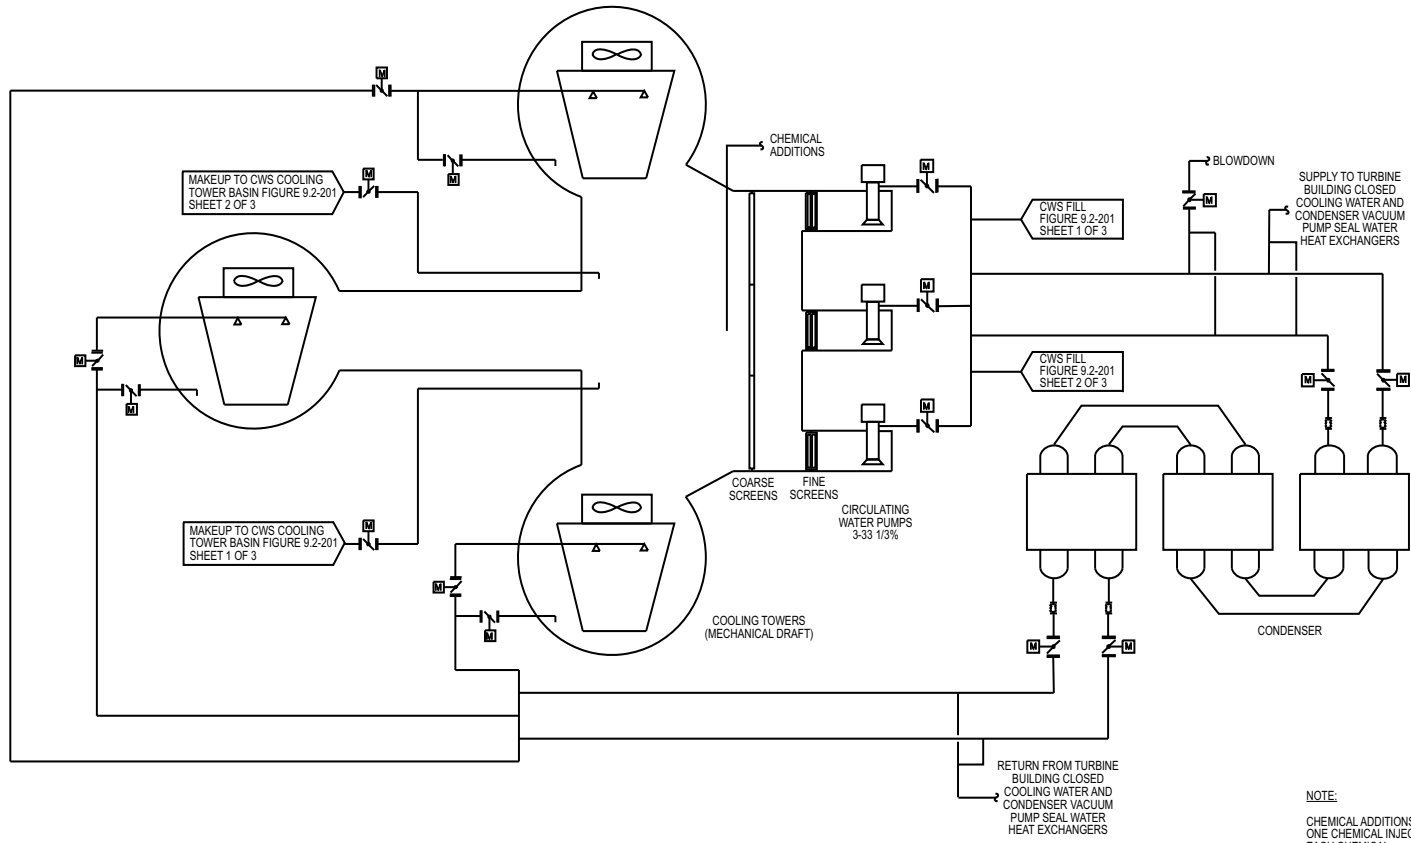 M
M
MAKEUP TO CWS COOLING
TOWER BASIN FIGURE 9.2-201
SHEET 2 OF 3
M
CHEMICAL
ADDITIONS
M
CWS FILL
FIGURE 9.2-201
SHEET 1 OF 3
BLOWDOWN
M
SUPPLY TO TURBINE
BUILDING CLOSED
COOLING WATER AND
CONDENSER VACUUM
PUMP SEAL WATER
HEAT EXCHANGERS
M
M
M
CWS FILL
FIGURE 9.2-201
SHEET 2 OF 3
M
M
M
COARSE
SCREENS
FINE
SCREENS
CIRCULATING
WATER PUMPS
3-33 1/3%
MAKEUP TO CWS COOLING
TOWER BASIN FIGURE 9.2-201
SHEET 1 OF 3
M
M
M
COOLING TOWERS
(MECHANICAL DRAFT)
M
M
CONDENSER
RETURN FROM TURBINE
BUILDING CLOSED
COOLING WATER AND
CONDENSER VACUUM
PUMP SEAL WATER
HEAT EXCHANGERS
NOTE:
CHEMICAL ADDITIONS
ONE CHEMICAL